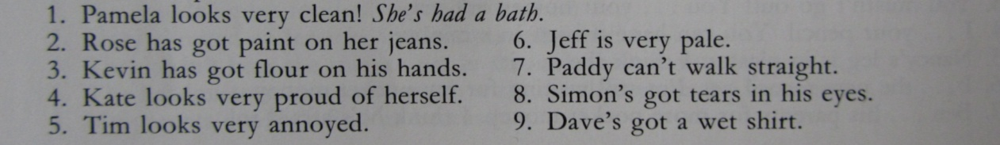 1. Pamela looks very clean! She's had a bath.
2. Rose has got paint on her jeans.
3. Kevin has got flour on his hands.
4. Kate looks very proud of herself.
5. Tim looks very annoyed.
6. Jeff is very pale.
7. Paddy can't walk straight.
8. Simon's got tears in his eyes.
9. Dave's got a wet shirt.